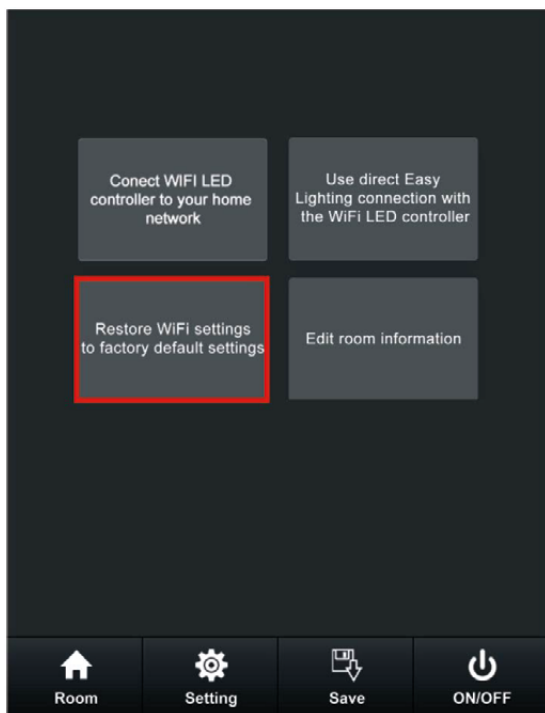 Conect WIFI LED
controller to your home
network
Use direct Easy
Lighting connection with
the WiFi LED controller
Restore WiFi settings
to factory default settings
Edit room information
Room
Setting
Save
ON/OFF